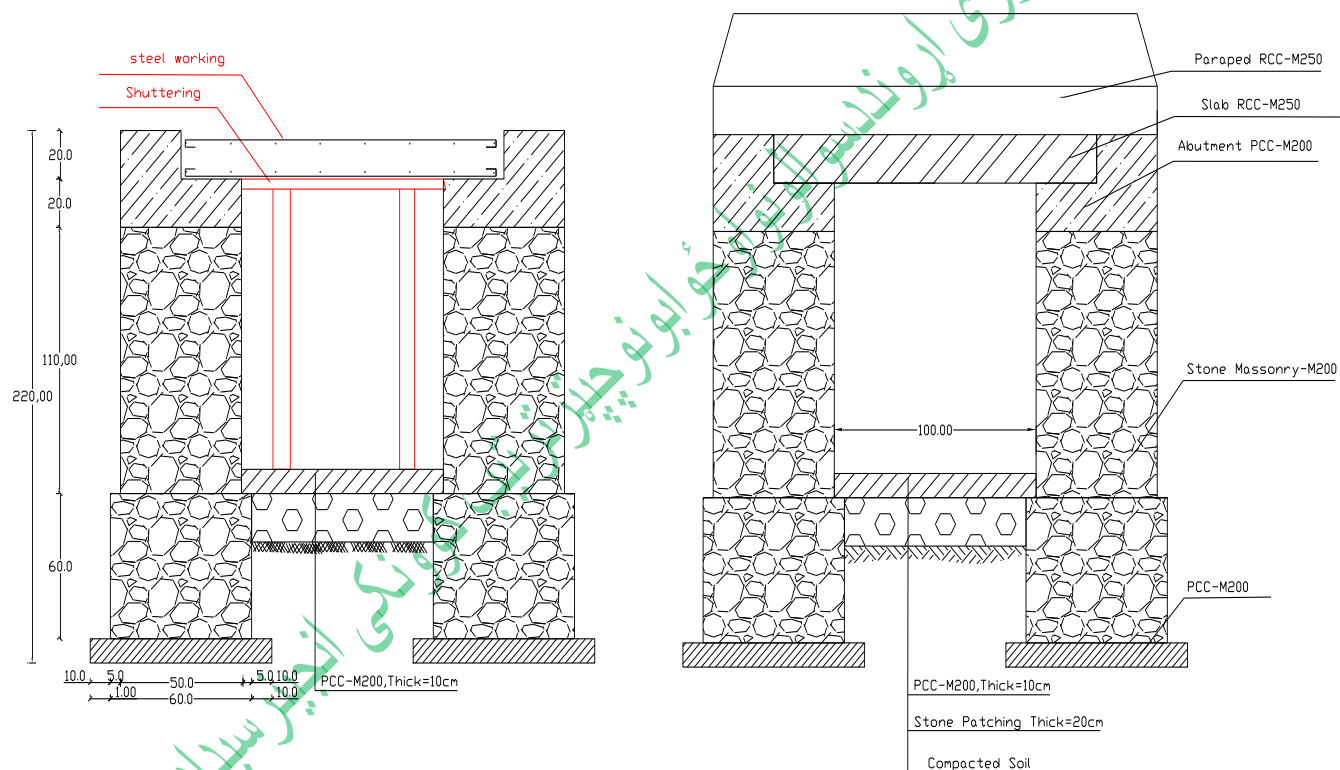 steel working
Shuttering
20.0
20.0
110,00
220,00
60.0
10.0 5.0 50.0 5.0 10.0
1.00 60.0 10.0
PCC-M200,Thick=10cm
Paraped RCC-M250
Slab RCC-M250
Abutment PCC-M200
100.00
Stone Massonry-M200
PCC-M200
PCC-M200,Thick=10cm
Stone Patching Thick=20cm
Compacted Soil